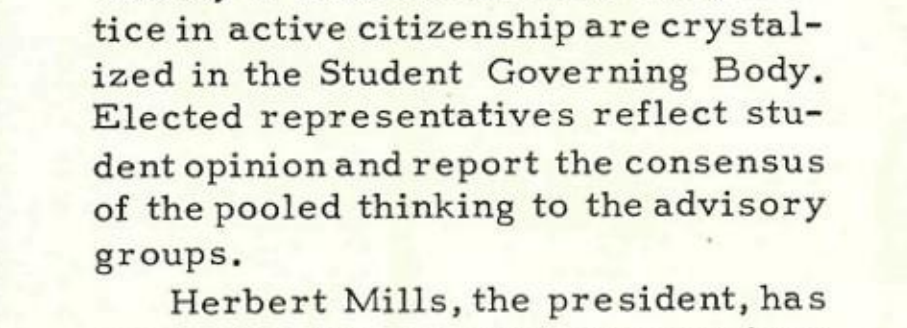 tice in active citizenship are crystal-
ized in the Student Governing Body.
Elected representatives reflect stu-
dent opinion and report the consensus
of the pooled thinking to the advisory
groups.
Herbert Mills, the president, has